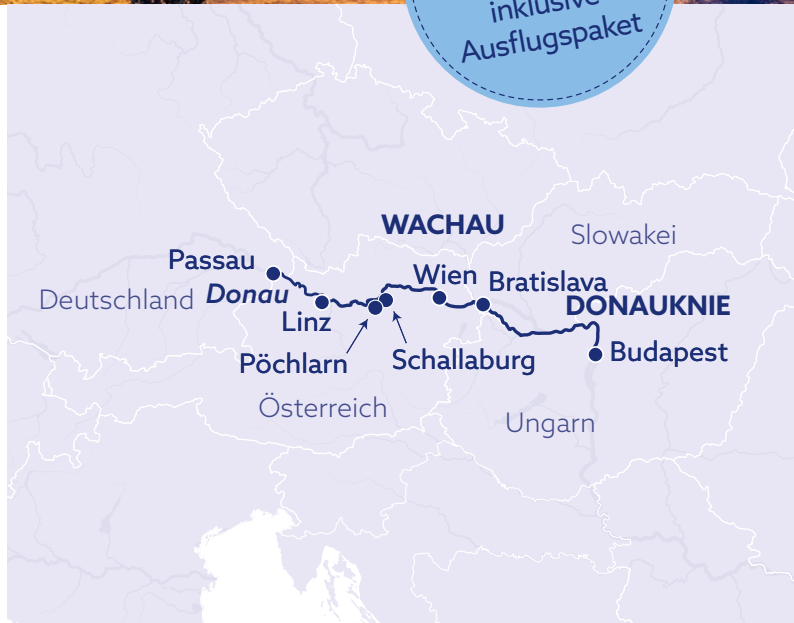 inklusive
Ausflugspaket
WACHAU
Slowakei
Passau
Wien
Bratislava
Deutschland
Donau
DONAUKNIE
Linz
Pöchlarn
Schallaburg
Budapest
Österreich
Ungarn